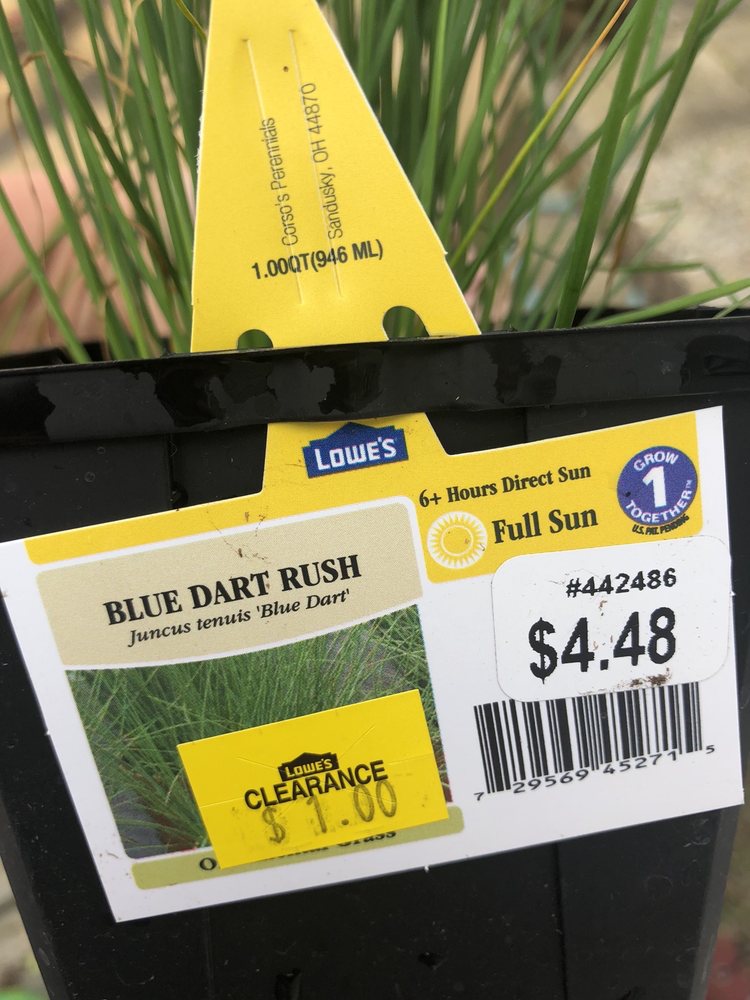 Corso's Perennials
Sandusky, OH 44870
1.00QT(946 ML)
LOWE'S
6+ Hours Direct Sun
Full Sun
GROW
1
TOGETHER™
U.S. PAT. PENDING
BLUE DART RUSH
Juncus tenuis 'Blue Dart'
#442486
$4.48
7 29569 45271 5
LOWE'S
CLEARANCE
$ 1.00
Grass